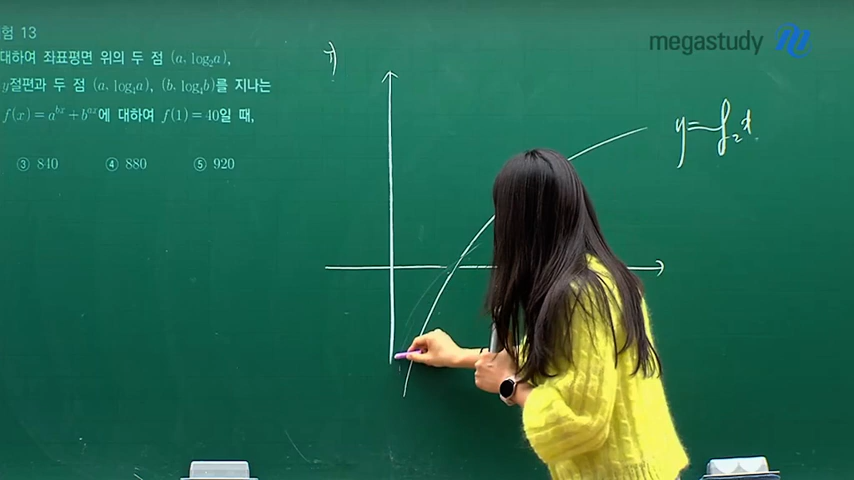 험 13
대하여 좌표평면 위의 두 점 (a, log₂a),
y절편과 두 점 (a, log₄a), (b, log₄b)를 지나는
f(x)=a^{bx}+b^{ax}에 대하여 f(1)=40일 때,
③ 840 ④ 880 ⑤ 920
megastudy
y=